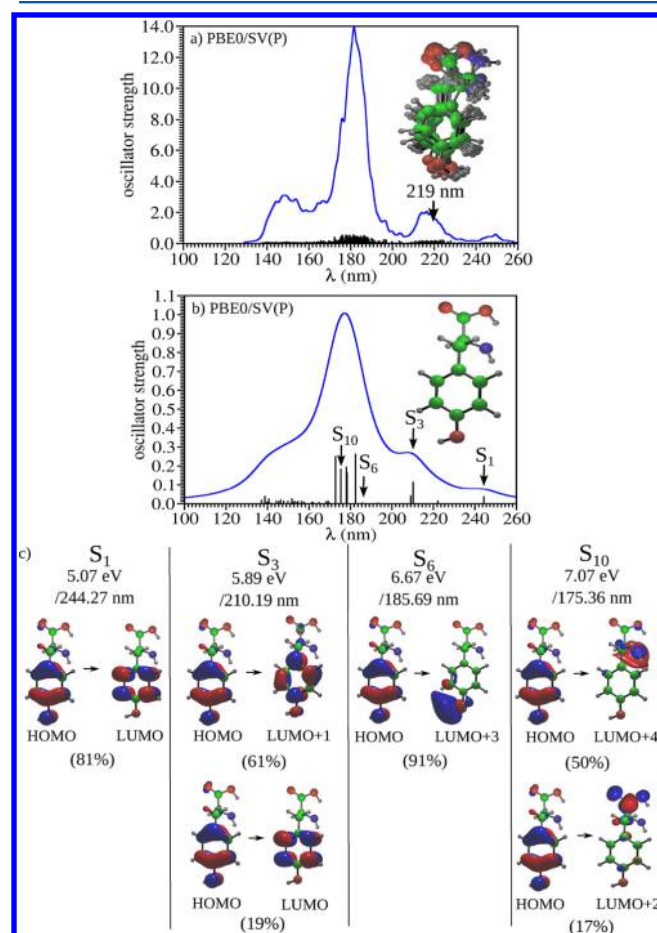 a) PBE0/SV(P)
oscillator strength
14.0
12.0
10.0
8.0
6.0
4.0
2.0
0.0
219 nm
100 120 140 160 180 200 220 240 260
λ (nm)
b) PBE0/SV(P)
oscillator strength
1.1
1.0
0.9
0.8
0.7
0.6
0.5
0.4
0.3
0.2
0.1
0.0
S10
S6
S3
S1
100 120 140 160 180 200 220 240 260
λ (nm)
c)
S1
5.07 eV
/244.27 nm
HOMO LUMO
(81%)
S3
5.89 eV
/210.19 nm
HOMO LUMO+1
(61%)
HOMO LUMO
(19%)
S6
6.67 eV
/185.69 nm
HOMO LUMO+3
(91%)
S10
7.07 eV
/175.36 nm
HOMO LUMO+4
(50%)
HOMO LUMO+2
(17%)